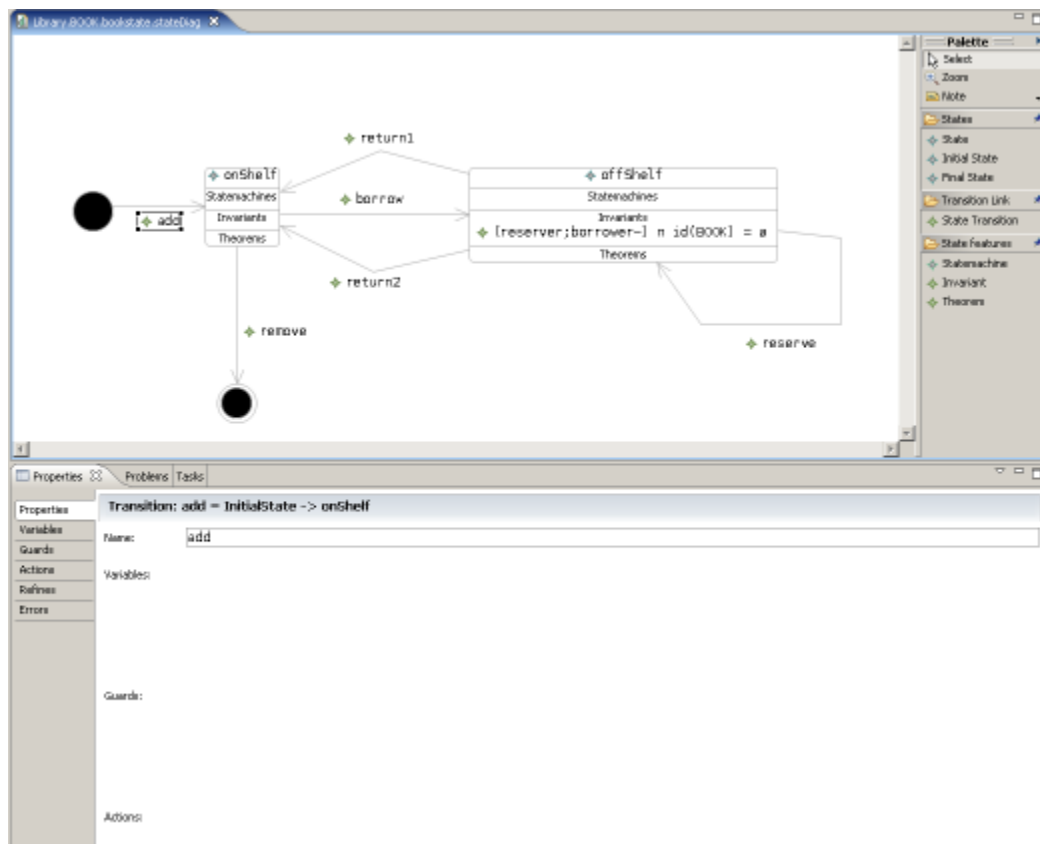 Library.BOOK.bookstate.stateDiag
Palette
Select
Zoom
Note
States
State
Initial State
Final State
Transition Link
State Transition
State features
Statemachine
Invariant
Theorem
return1
onShelf
Statemachines
Invariants
Theorems
add
borrow
offShelf
Statemachines
Invariants
(reserver;borrower~) ∩ id(BOOK) = ∅
Theorems
return2
remove
reserve
Properties Problems Tasks
Properties
Variables
Guards
Actions
Refines
Errors
Transition: add = InitialState -> onShelf
Name: add
Variables:
Guards:
Actions: